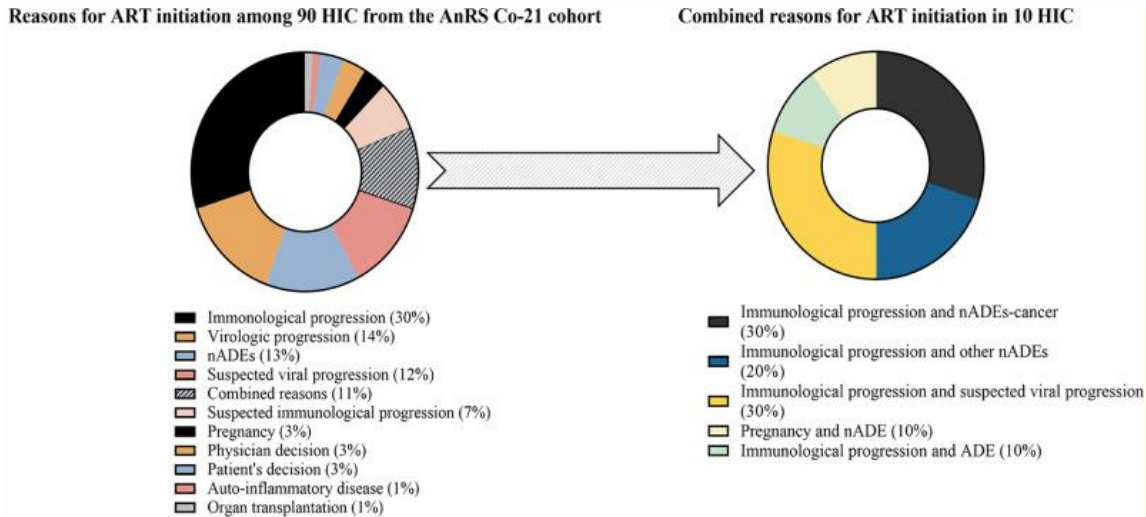 Reasons for ART initiation among 90 HIC from the AnRS Co-21 cohort
Combined reasons for ART initiation in 10 HIC
Immonological progression (30%)
Virologic progression (14%)
nADEs (13%)
Suspected viral progression (12%)
Combined reasons (11%)
Suspected immunological progression (7%)
Pregnancy (3%)
Physician decision (3%)
Patient's decision (3%)
Auto-inflammatory disease (1%)
Organ transplantation (1%)
Immunological progression and nADEs-cancer
(30%)
Immunological progression and other nADEs
(20%)
Immunological progression and suspected viral progression
(30%)
Pregnancy and nADE (10%)
Immunological progression and ADE (10%)